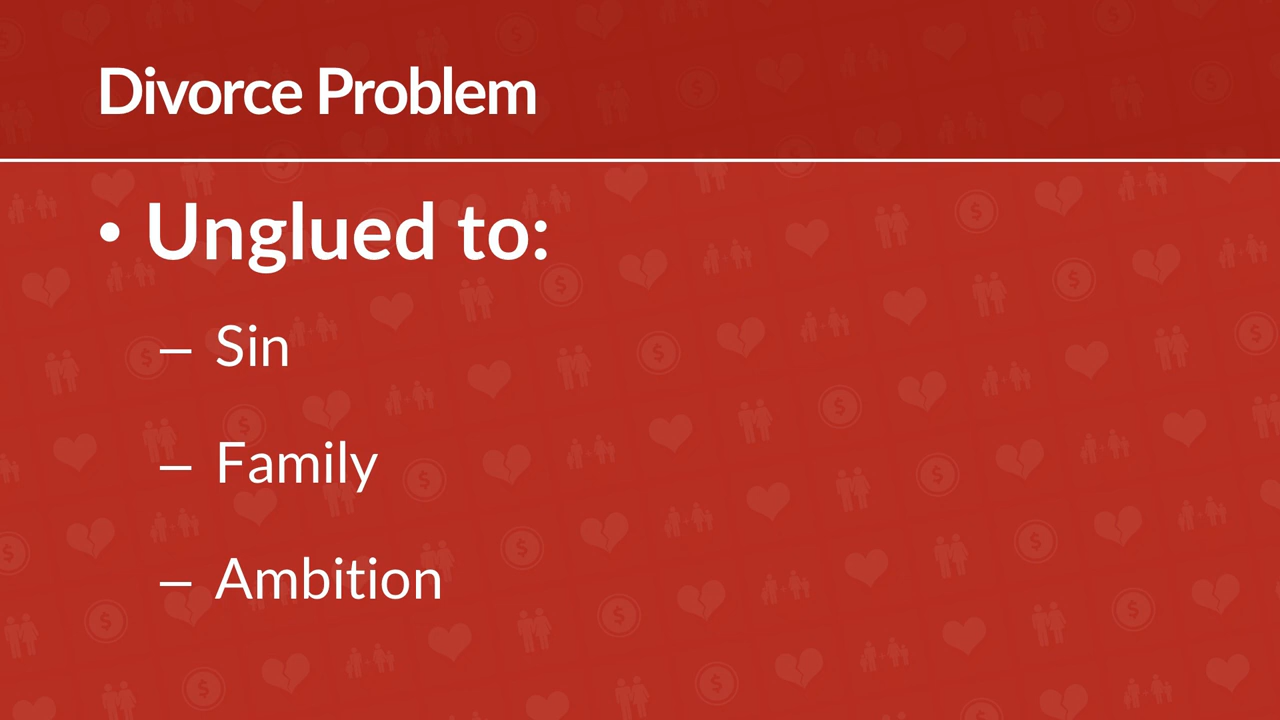 Divorce Problem
• Unglued to:
– Sin
– Family
– Ambition